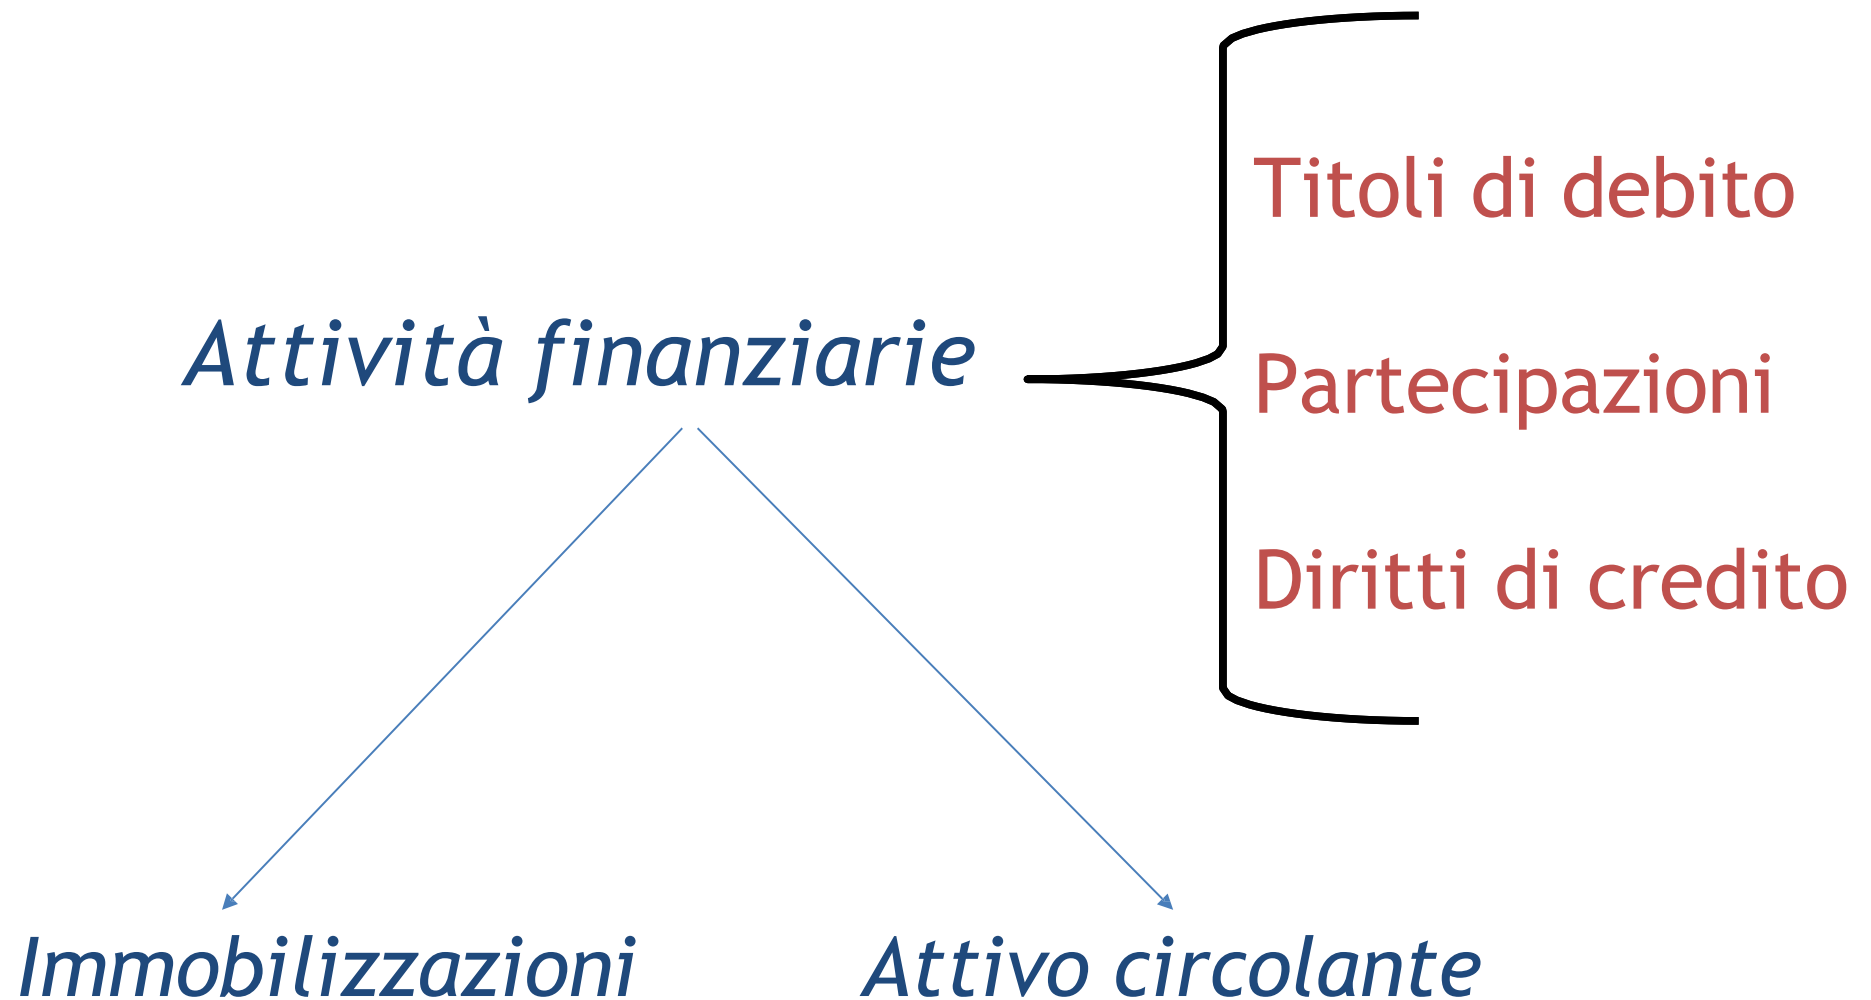 Titoli di debito
Attività finanziarie
Partecipazioni
Diritti di credito
Immobilizzazioni
Attivo circolante